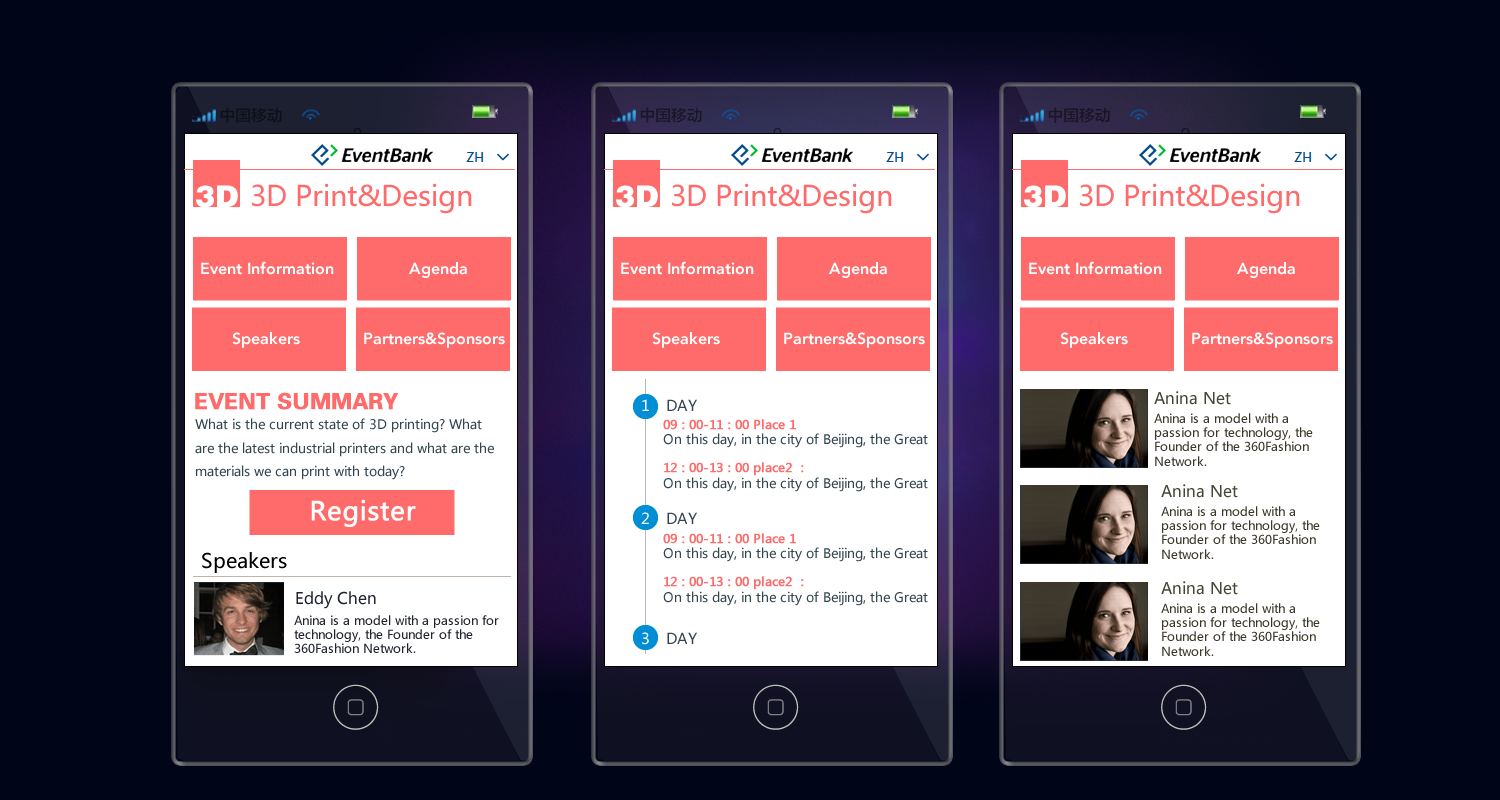 中国移动
EventBank
ZH
3D
3D Print&Design
Event Information
Agenda
Speakers
Partners&Sponsors
EVENT SUMMARY
What is the current state of 3D printing? What
are the latest industrial printers and what are the
materials we can print with today?
Register
Speakers
Eddy Chen
Anina is a model with a passion for
technology, the Founder of the
360Fashion Network.
中国移动
EventBank
ZH
3D
3D Print&Design
Event Information
Agenda
Speakers
Partners&Sponsors
1
DAY
09 : 00-11 : 00 Place 1
On this day, in the city of Beijing, the Great
12 : 00-13 : 00 place2 :
On this day, in the city of Beijing, the Great
2
DAY
09 : 00-11 : 00 Place 1
On this day, in the city of Beijing, the Great
12 : 00-13 : 00 place2 :
On this day, in the city of Beijing, the Great
3
DAY
中国移动
EventBank
ZH
3D
3D Print&Design
Event Information
Agenda
Speakers
Partners&Sponsors
Anina Net
Anina is a model with a
passion for technology, the
Founder of the 360Fashion
Network.
Anina Net
Anina is a model with a
passion for technology, the
Founder of the 360Fashion
Network.
Anina Net
Anina is a model with a
passion for technology, the
Founder of the 360Fashion
Network.